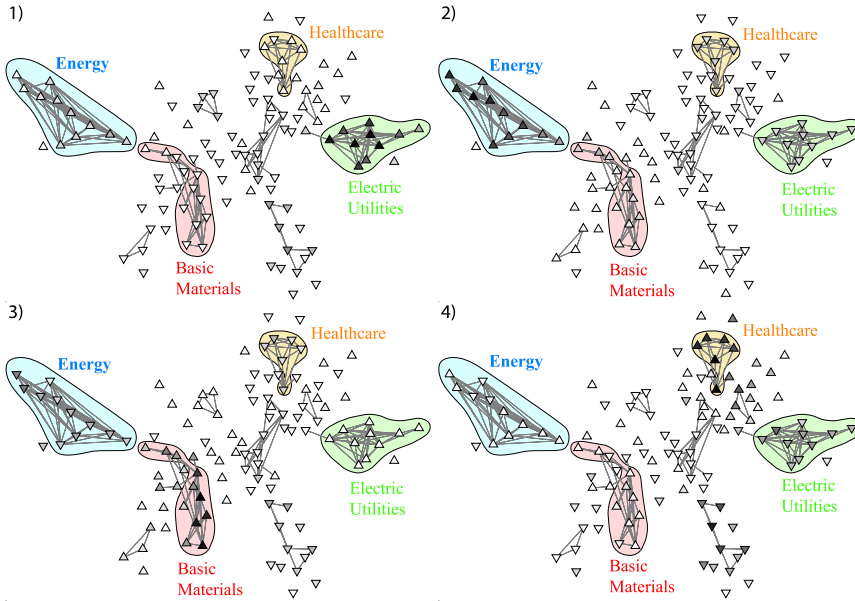 1)
Healthcare
Energy
Electric
Utilities
Basic
Materials
2)
Healthcare
Energy
Electric
Utilities
Basic
Materials
3)
Healthcare
Energy
Electric
Utilities
Basic
Materials
4)
Healthcare
Energy
Electric
Utilities
Basic
Materials